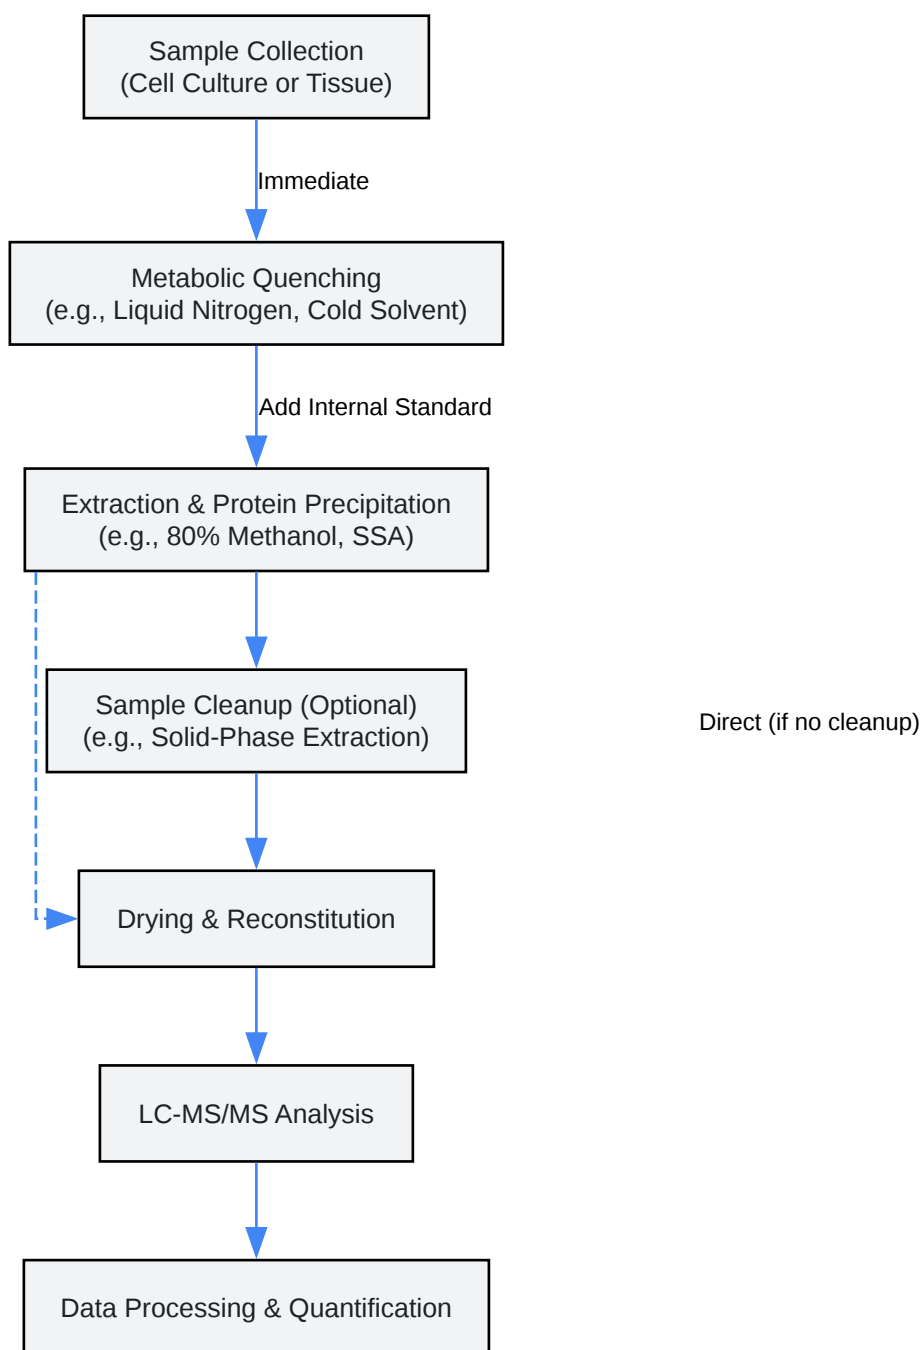 Sample Collection
(Cell Culture or Tissue)
Immediate
Metabolic Quenching
(e.g., Liquid Nitrogen, Cold Solvent)
Add Internal Standard
Extraction & Protein Precipitation
(e.g., 80% Methanol, SSA)
Sample Cleanup (Optional)
(e.g., Solid-Phase Extraction)
Direct (if no cleanup)
Drying & Reconstitution
LC-MS/MS Analysis
Data Processing & Quantification